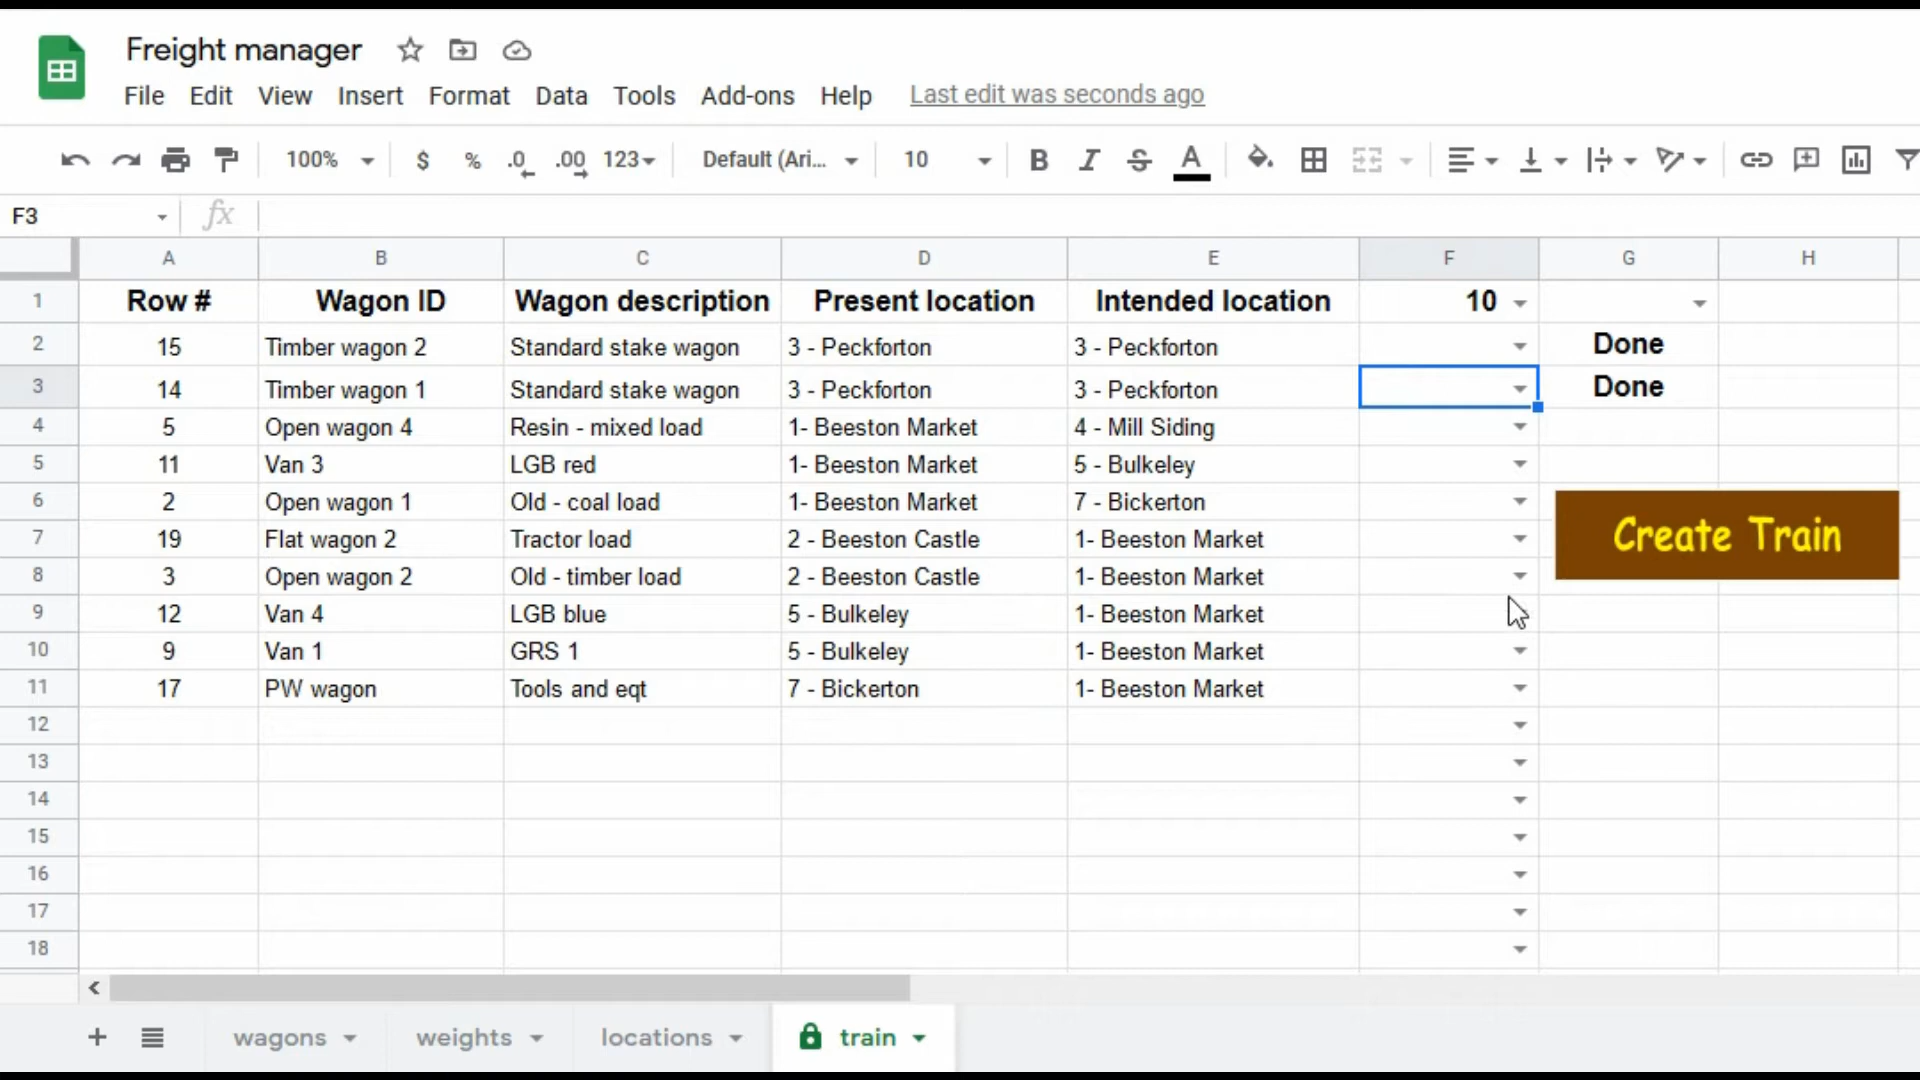 Freight manager
File Edit View Insert Format Data Tools Add-ons Help Last edit was seconds ago
100% $ % .0 .00 123 Default (Ari... 10 B I S A
F3 fx
A B C D E F G H
1 Row # Wagon ID Wagon description Present location Intended location 10
2 15 Timber wagon 2 Standard stake wagon 3 - Peckforton 3 - Peckforton Done
3 14 Timber wagon 1 Standard stake wagon 3 - Peckforton 3 - Peckforton Done
4 5 Open wagon 4 Resin - mixed load 1- Beeston Market 4 - Mill Siding
5 11 Van 3 LGB red 1- Beeston Market 5 - Bulkeley
6 2 Open wagon 1 Old - coal load 1- Beeston Market 7 - Bickerton
7 19 Flat wagon 2 Tractor load 2 - Beeston Castle 1- Beeston Market
Create Train
8 3 Open wagon 2 Old - timber load 2 - Beeston Castle 1- Beeston Market
9 12 Van 4 LGB blue 5 - Bulkeley 1- Beeston Market
10 9 Van 1 GRS 1 5 - Bulkeley 1- Beeston Market
11 17 PW wagon Tools and eqt 7 - Bickerton 1- Beeston Market
12
13
14
15
16
17
18
+ wagons weights locations train